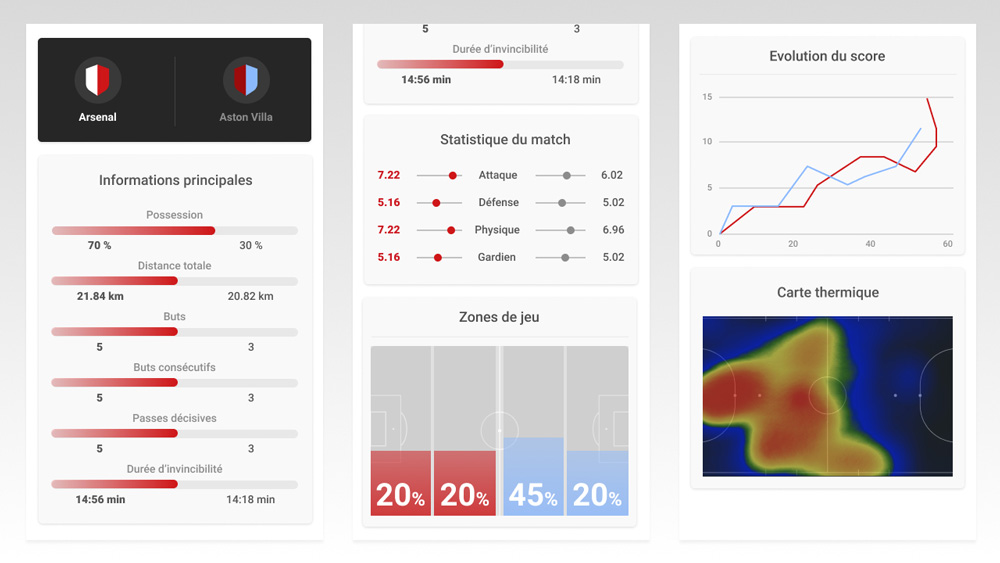 Arsenal
Aston Villa
Informations principales
Possession
70 % 30 %
Distance totale
21.84 km 20.82 km
Buts
5 3
Buts consécutifs
5 3
Passes décisives
5 3
Durée d'invincibilité
14:56 min 14:18 min
5 3
Durée d'invincibilité
14:56 min 14:18 min
Statistique du match
7.22 Attaque 6.02
5.16 Défense 5.02
7.22 Physique 6.96
5.16 Gardien 5.02
Zones de jeu
20% 20% 45% 20%
Evolution du score
15
10
5
0
0 20 40 60
Carte thermique